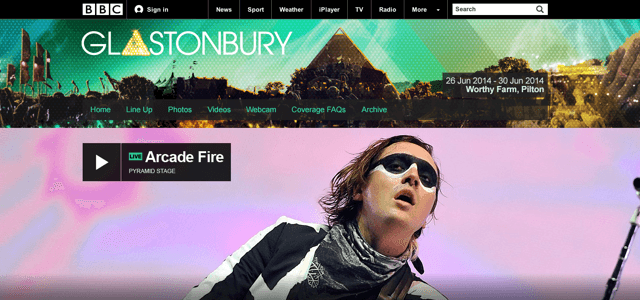 BBC Sign in News Sport Weather iPlayer TV Radio More Search
GLASTONBURY
26 Jun 2014 - 30 Jun 2014
Worthy Farm, Pilton
Home Line Up Photos Videos Webcam Coverage FAQs Archive
LIVE Arcade Fire
PYRAMID STAGE